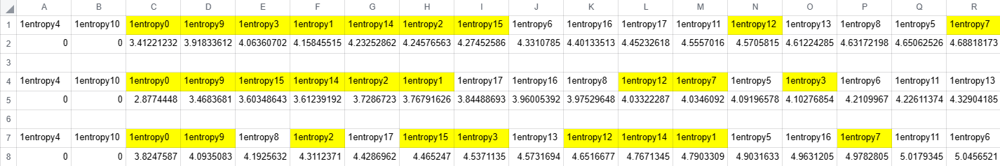 A B C D E F G H I J K L M N O P Q R
1 1entropy4 1entropy10 1entropy0 1entropy9 1entropy3 1entropy1 1entropy14 1entropy2 1entropy15 1entropy6 1entropy16 1entropy17 1entropy11 1entropy12 1entropy13 1entropy8 1entropy5 1entropy7
2 0 0 3.41221232 3.91833612 4.06360702 4.15845515 4.23252862 4.24576563 4.27452586 4.3310785 4.40133513 4.45232618 4.5557016 4.5705815 4.61224285 4.63172198 4.65062526 4.68818173
3
4 1entropy4 1entropy10 1entropy0 1entropy9 1entropy15 1entropy14 1entropy2 1entropy1 1entropy17 1entropy16 1entropy8 1entropy12 1entropy7 1entropy5 1entropy3 1entropy6 1entropy11 1entropy13
5 0 0 2.8774448 3.4683681 3.60348643 3.61239192 3.7286723 3.76791626 3.84488693 3.96005392 3.97529648 4.03322287 4.0346092 4.09196578 4.10276854 4.2109967 4.22611374 4.32904185
6
7 1entropy4 1entropy10 1entropy0 1entropy9 1entropy8 1entropy2 1entropy17 1entropy15 1entropy3 1entropy13 1entropy12 1entropy14 1entropy1 1entropy5 1entropy16 1entropy7 1entropy11 1entropy6
8 0 0 3.8247587 4.0935083 4.1925632 4.3112371 4.4286962 4.465247 4.5371135 4.5731694 4.6516677 4.7671345 4.7903309 4.9031633 4.9631205 4.9782805 5.0179345 5.0456521